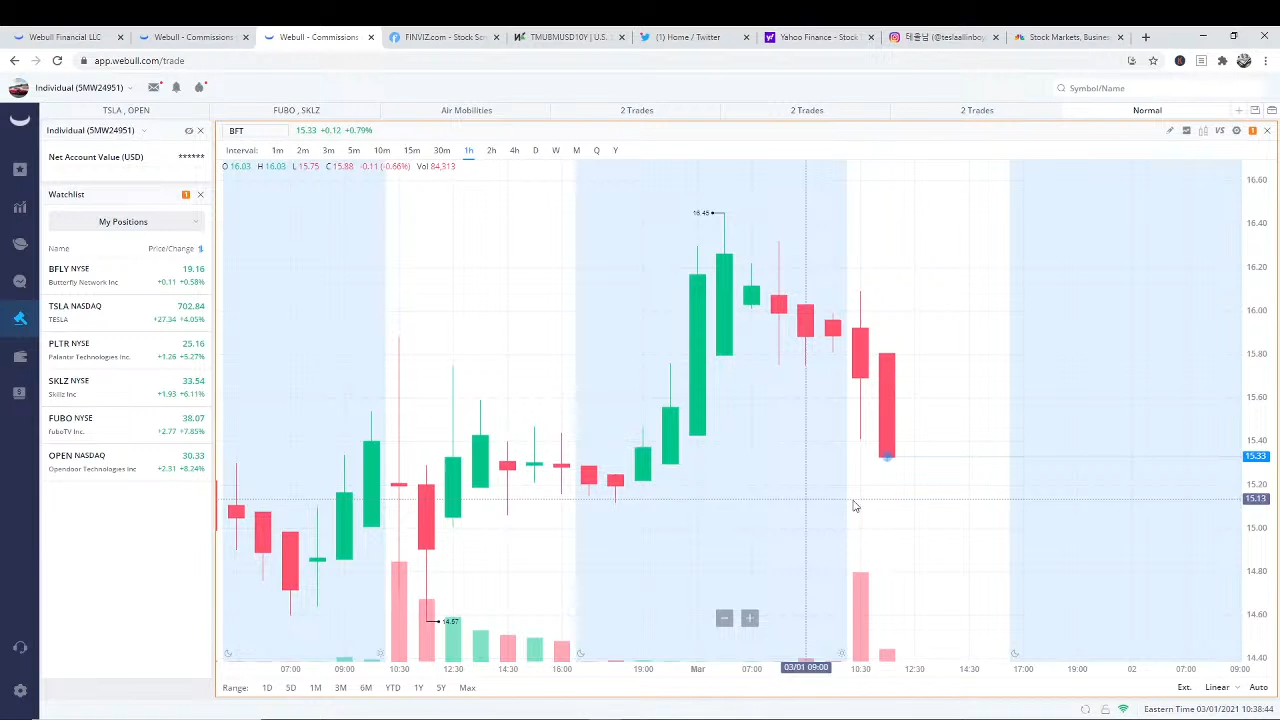 Webull Financial LLC
Webull - Commissions
Webull - Commissions
FINVIZ.com - Stock Scr
TMUBMUSD10Y | U.S.
(1) Home / Twitter
Yahoo Finance - Stock
태울님 (@teslaallinboy
Stock Markets, Busines
app.webull.com/trade
Individual (5MW24951)
Symbol/Name
TSLA , OPEN
FUBO , SKLZ
Air Mobilities
2 Trades
2 Trades
2 Trades
Normal
Individual (5MW24951)
BFT
15.33 +0.12 +0.79%
VS
1
Net Account Value (USD)
******
Interval: 1m 2m 3m 5m 10m 15m 30m 1h 2h 4h D W M Q Y
O 16.03 H 16.03 L 15.75 C 15.88 -0.11 (-0.66%) Vol 84,313
Watchlist
1
My Positions
Name
Price/Change
BFLY NYSE
19.16
Butterfly Network Inc
+0.11 +0.58%
TSLA NASDAQ
702.84
TESLA
+27.34 +4.05%
PLTR NYSE
25.16
Palantir Technologies Inc.
+1.26 +5.27%
SKLZ NYSE
33.54
Skillz Inc
+1.93 +6.11%
FUBO NYSE
38.07
fuboTV Inc.
+2.77 +7.85%
OPEN NASDAQ
30.33
Opendoor Technologies Inc
+2.31 +8.24%
16.45
14.57
16.60
16.40
16.20
16.00
15.80
15.60
15.40
15.33
15.20
15.13
15.00
14.80
14.60
14.40
07:00 09:00 10:30 12:30 14:30 16:00 19:00 Mar 07:00 03/01 09:00 10:30 12:30 14:30 17:00 19:00 02 07:00 09:00
Range: 1D 5D 1M 3M 6M YTD 1Y 5Y Max
Ext. Linear Auto
Eastern Time 03/01/2021 10:38:44